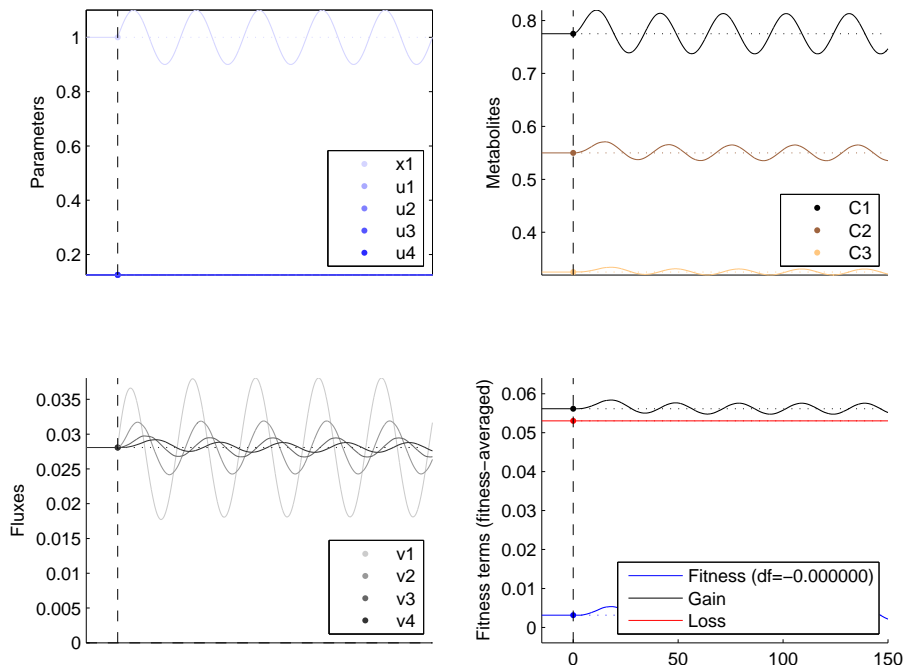 1
0.8
0.6
0.4
0.2
Parameters
x1
u1
u2
u3
u4
0.8
0.7
0.6
0.5
0.4
Metabolites
C1
C2
C3
0.035
0.03
0.025
0.02
0.015
0.01
0.005
0
Fluxes
v1
v2
v3
v4
0.06
0.05
0.04
0.03
0.02
0.01
0
Fitness terms (fitness−averaged)
Fitness (df=−0.000000)
Gain
Loss
0
50
100
150